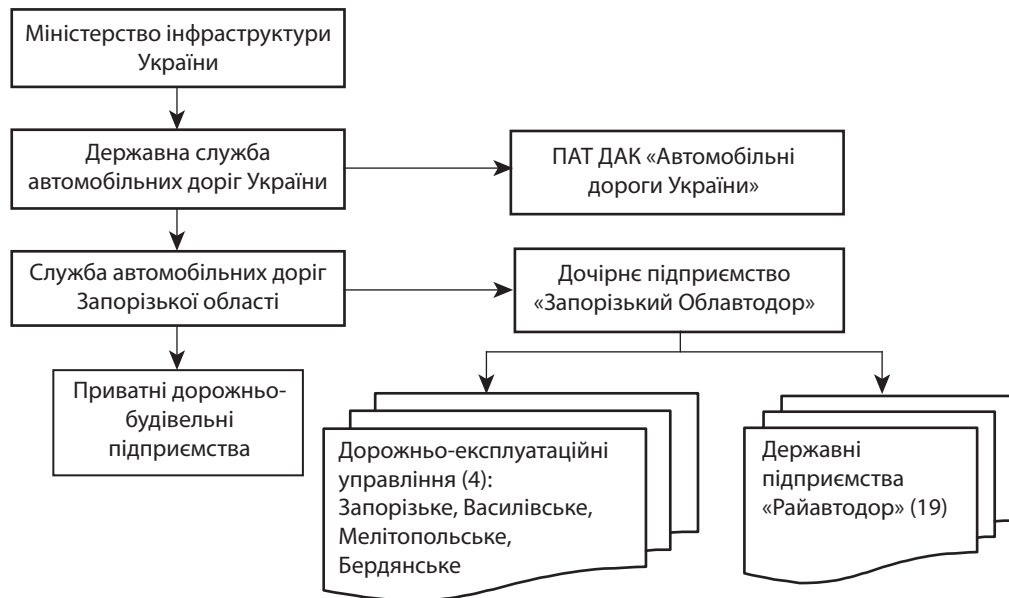 Міністерство інфраструктури
України
Державна служба
автомобільних доріг України
ПАТ ДАК «Автомобільні
дороги України»
Служба автомобільних доріг
Запорізької області
Дочірнє підприємство
«Запорізький Облавтодор»
Приватні дорожньо-
будівельні
підприємства
Дорожньо-експлуатаційні
управління (4):
Запорізьке, Василівське,
Мелітопольське,
Бердянське
Державні
підприємства
«Райавтодор» (19)